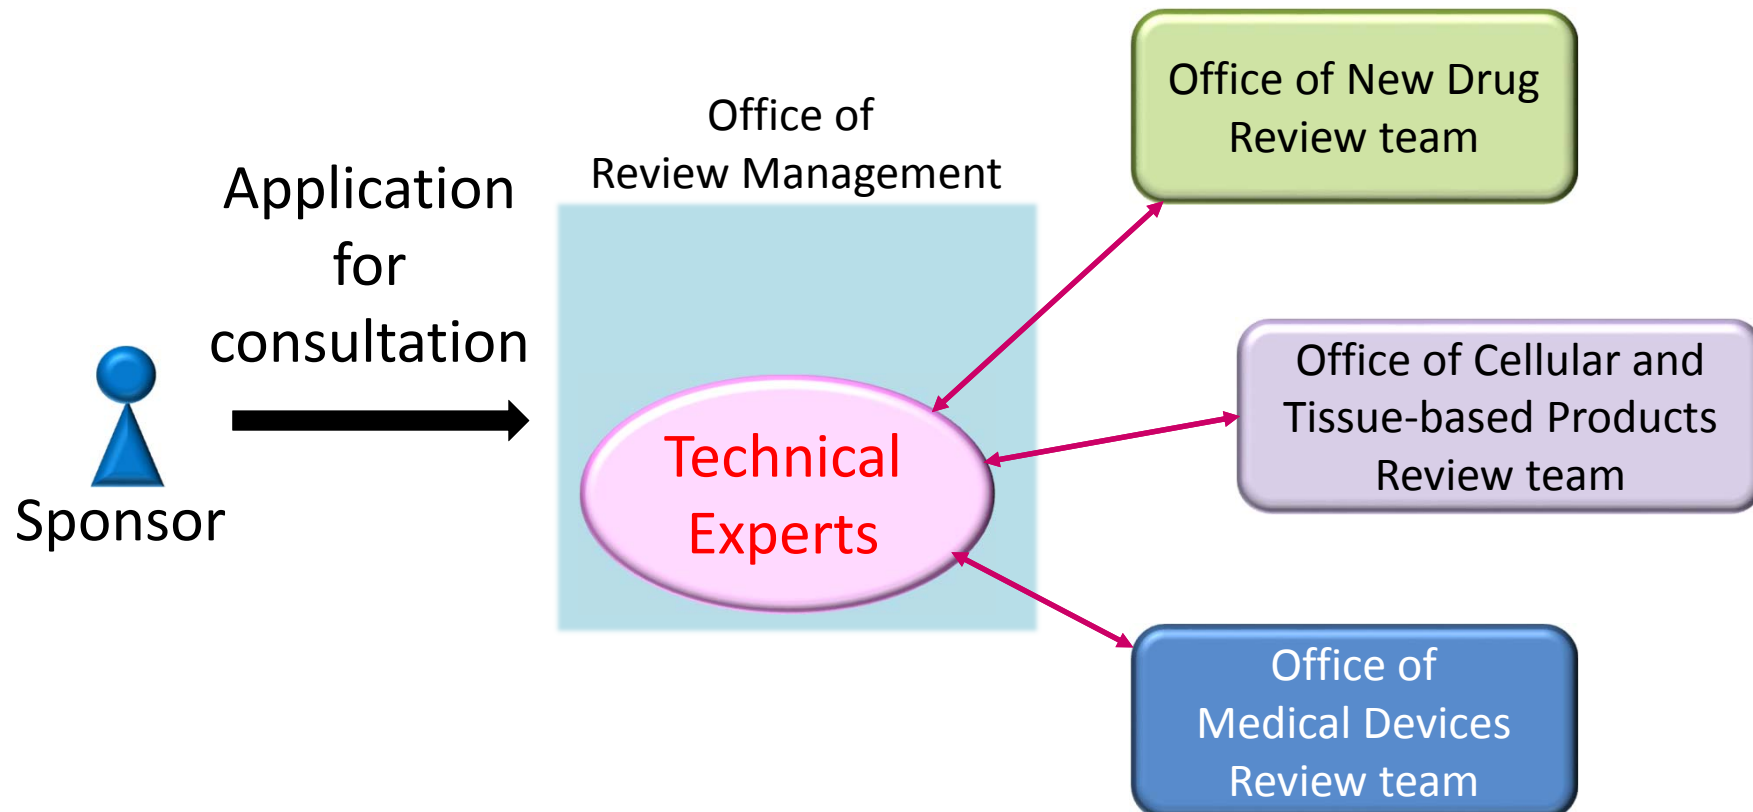 Application
for
consultation
Sponsor
Office of
Review Management
Technical
Experts
Office of New Drug
Review team
Office of Cellular and
Tissue-based Products
Review team
Office of
Medical Devices
Review team